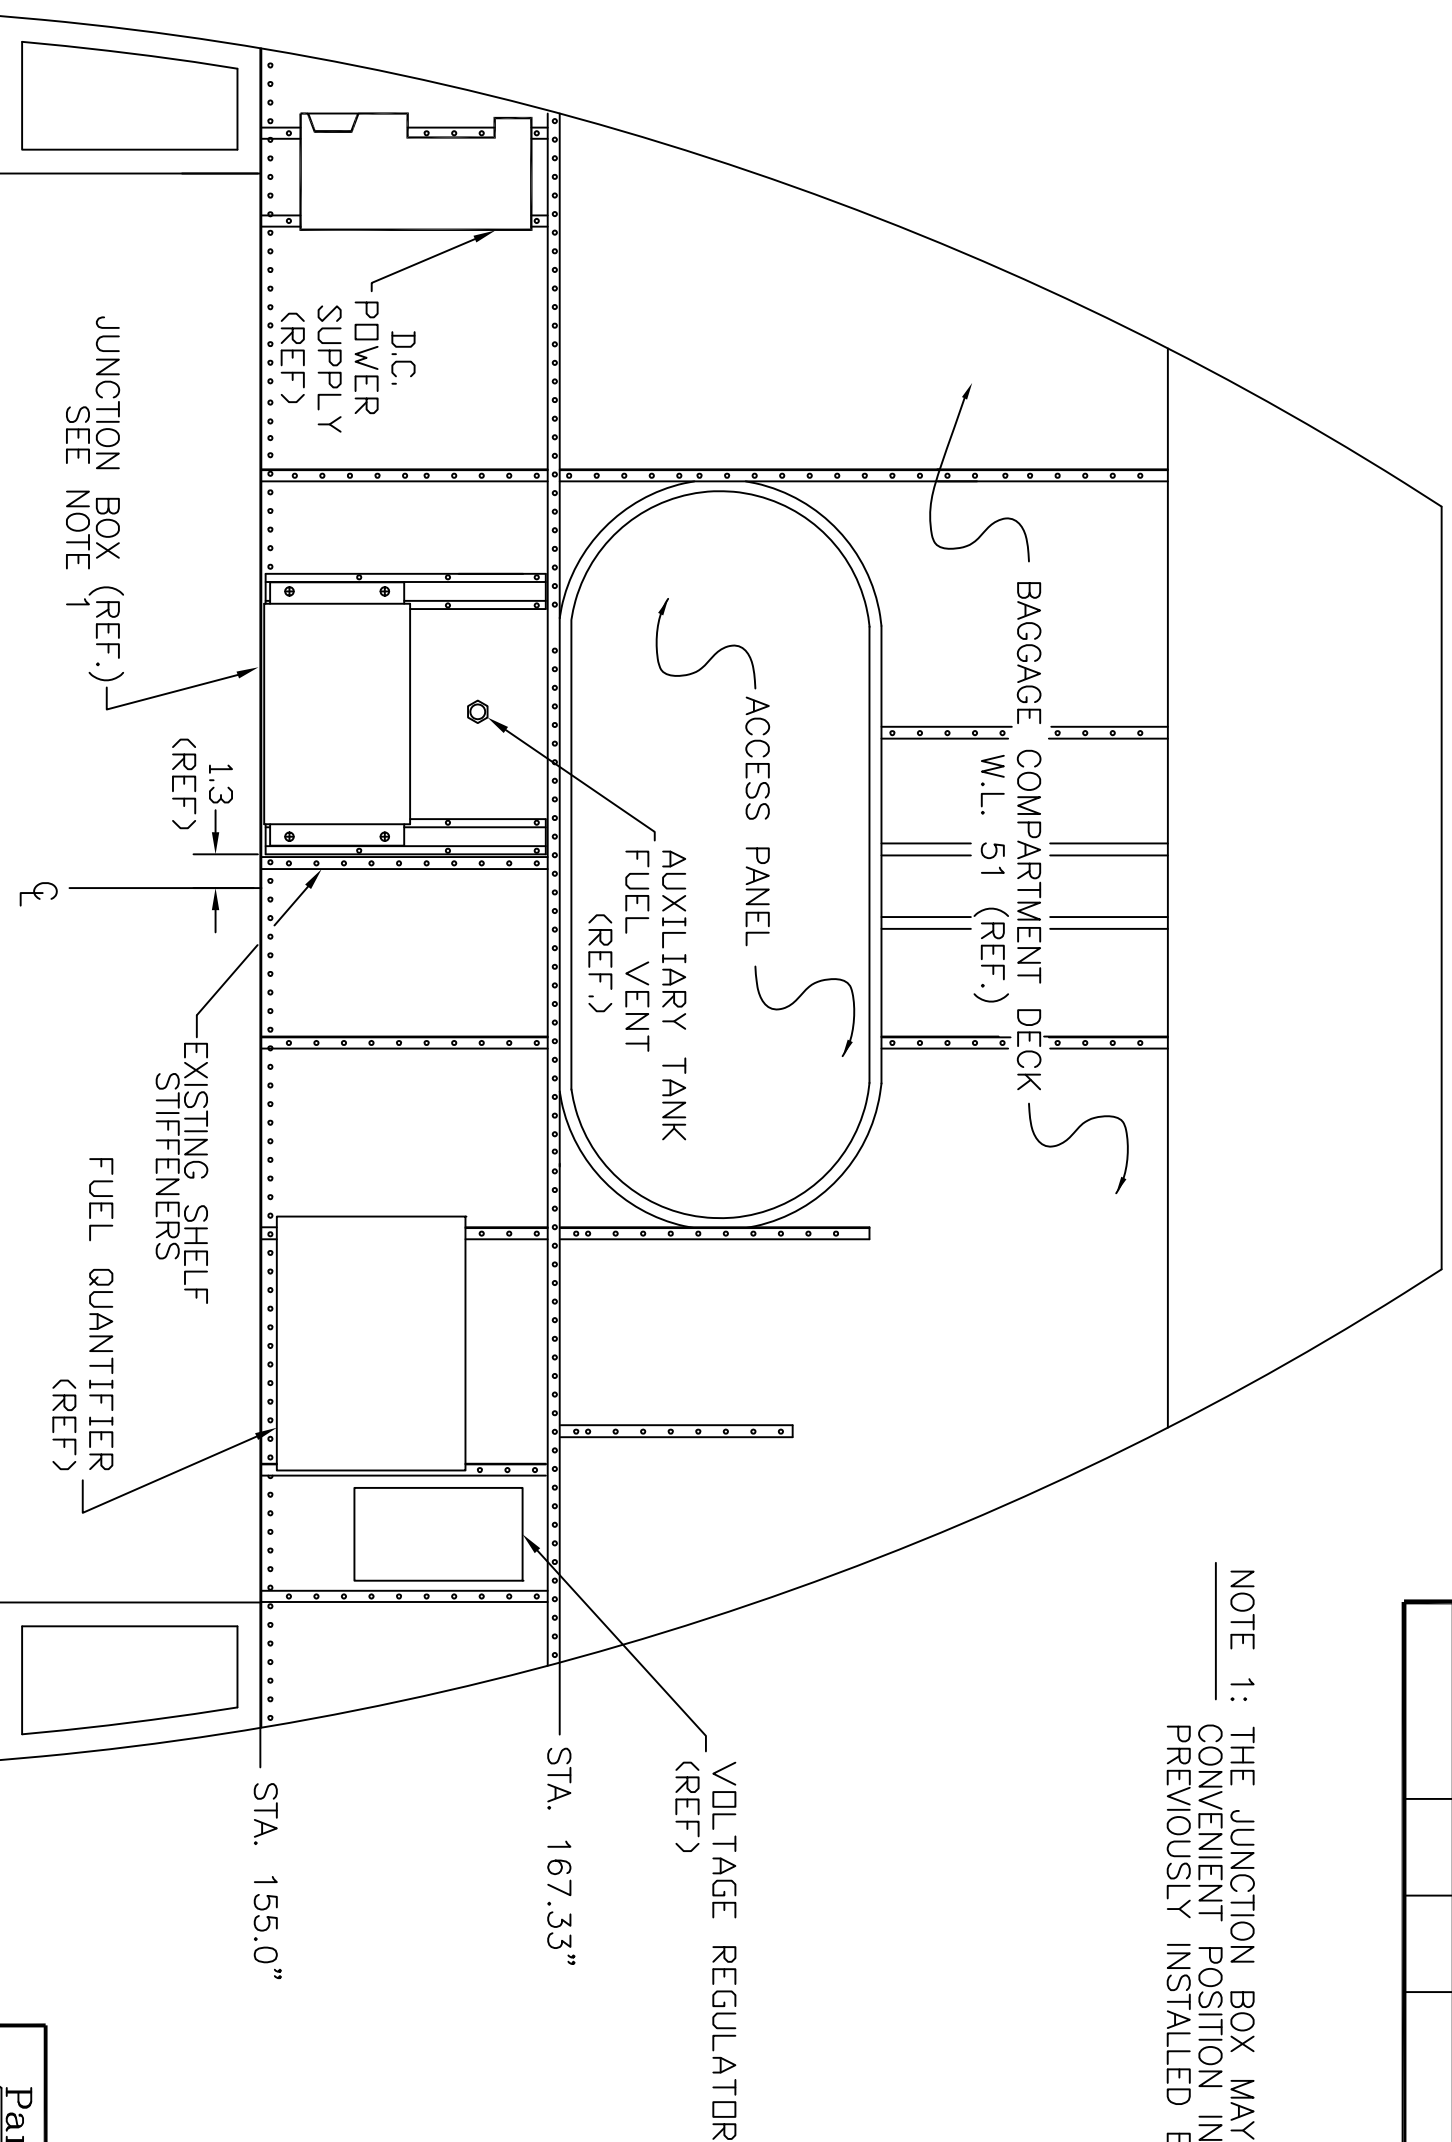 NOTE 1: THE JUNCTION BOX MAY
CONVENIENT POSITION IN
PREVIOUSLY INSTALLED
BAGGAGE COMPARTMENT DECK
W.L. 51 (REF.)
ACCESS PANEL
AUXILIARY TANK
FUEL VENT
(REF.)
VOLTAGE REGULATOR
(REF)
STA. 167.33"
D.C.
POWER
SUPPLY
(REF)
STA. 155.0"
1.3
(REF)
EXISTING SHELF
STIFFENERS
JUNCTION BOX (REF.)
SEE NOTE 1
FUEL QUANTIFIER
(REF)
CL